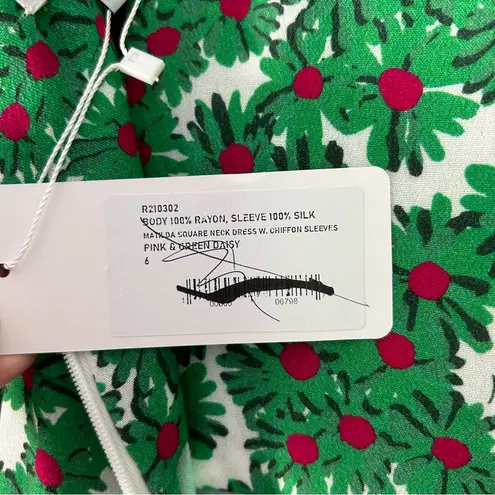 R210302
BODY 100% RAYON, SLEEVE 100% SILK
MATILDA SQUARE NECK DRESS W. CHIFFON SLEEVES
PINK & GREEN DAISY
6
06798